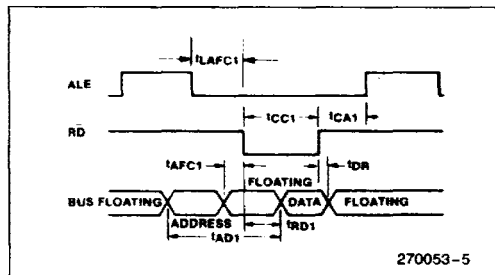 tLAFC1
ALE
tCC1 tCA1
RD
tAFC1 tDR
FLOATING
BUS FLOATING DATA FLOATING
ADDRESS tRD1
tAD1
270053-5